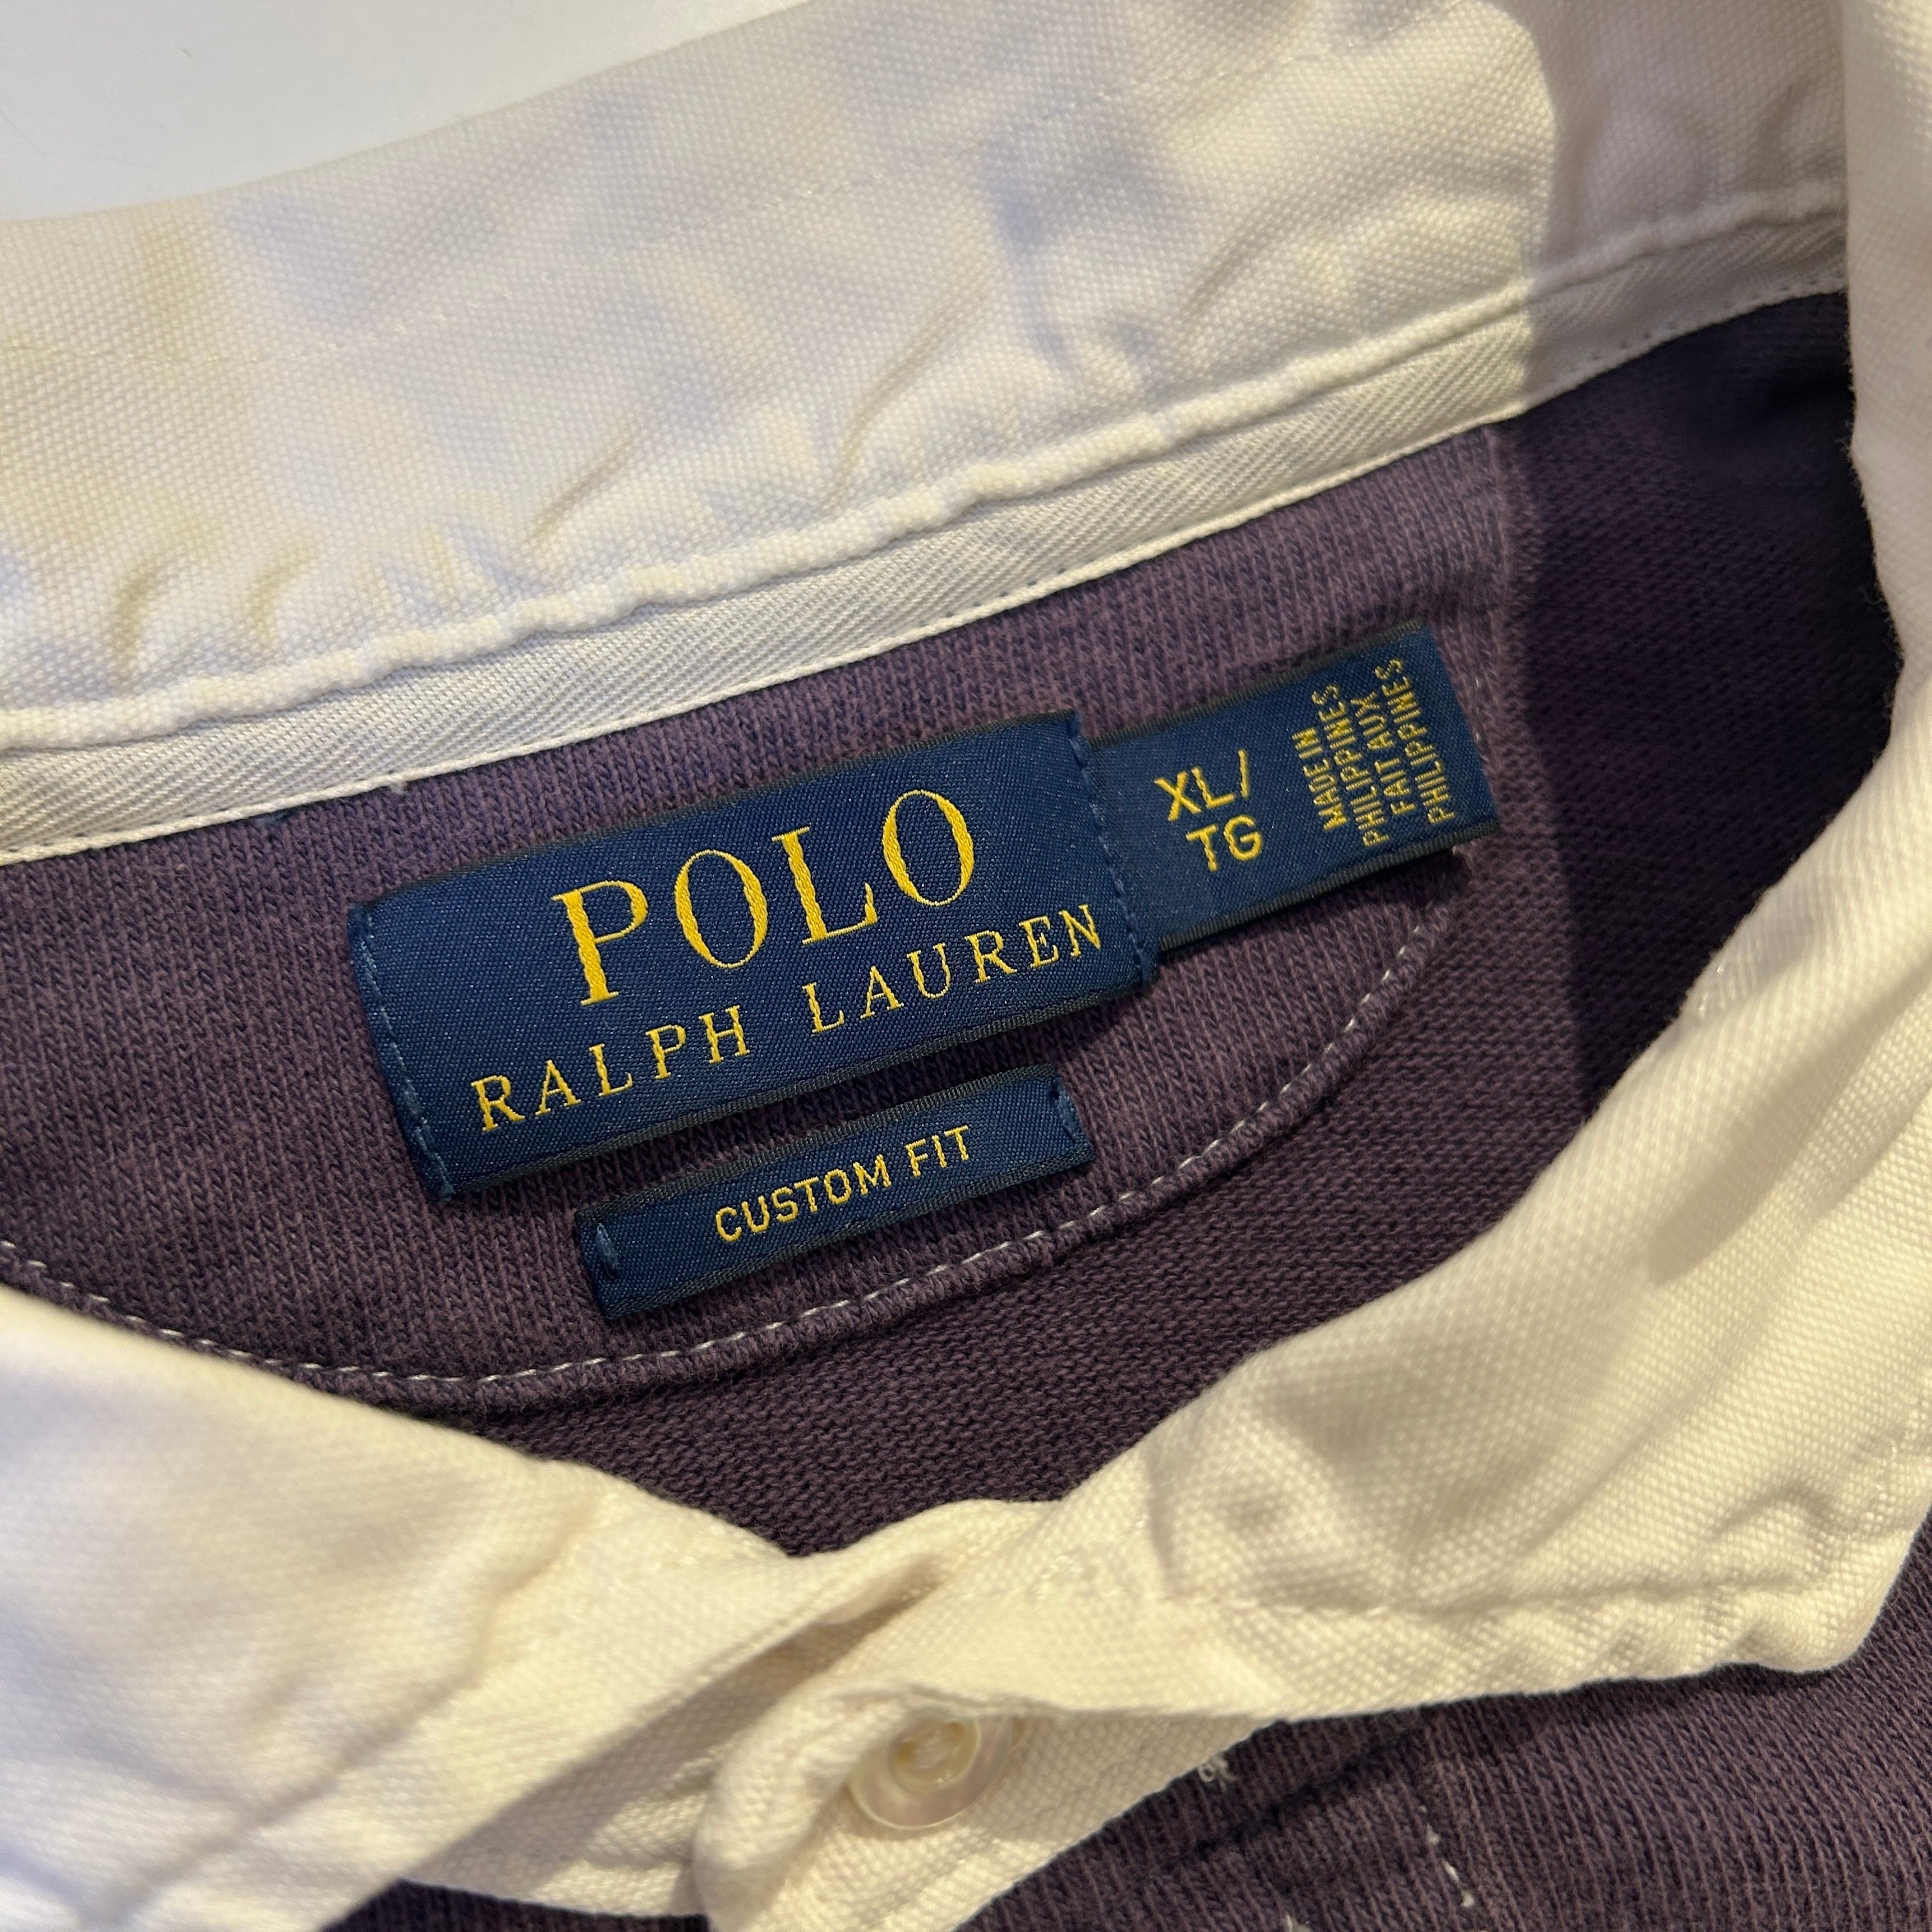 POLO
RALPH LAUREN
CUSTOM FIT
XL/
TG
MADE IN
PHILIPPINES
FAIT AUX
PHILIPPINES